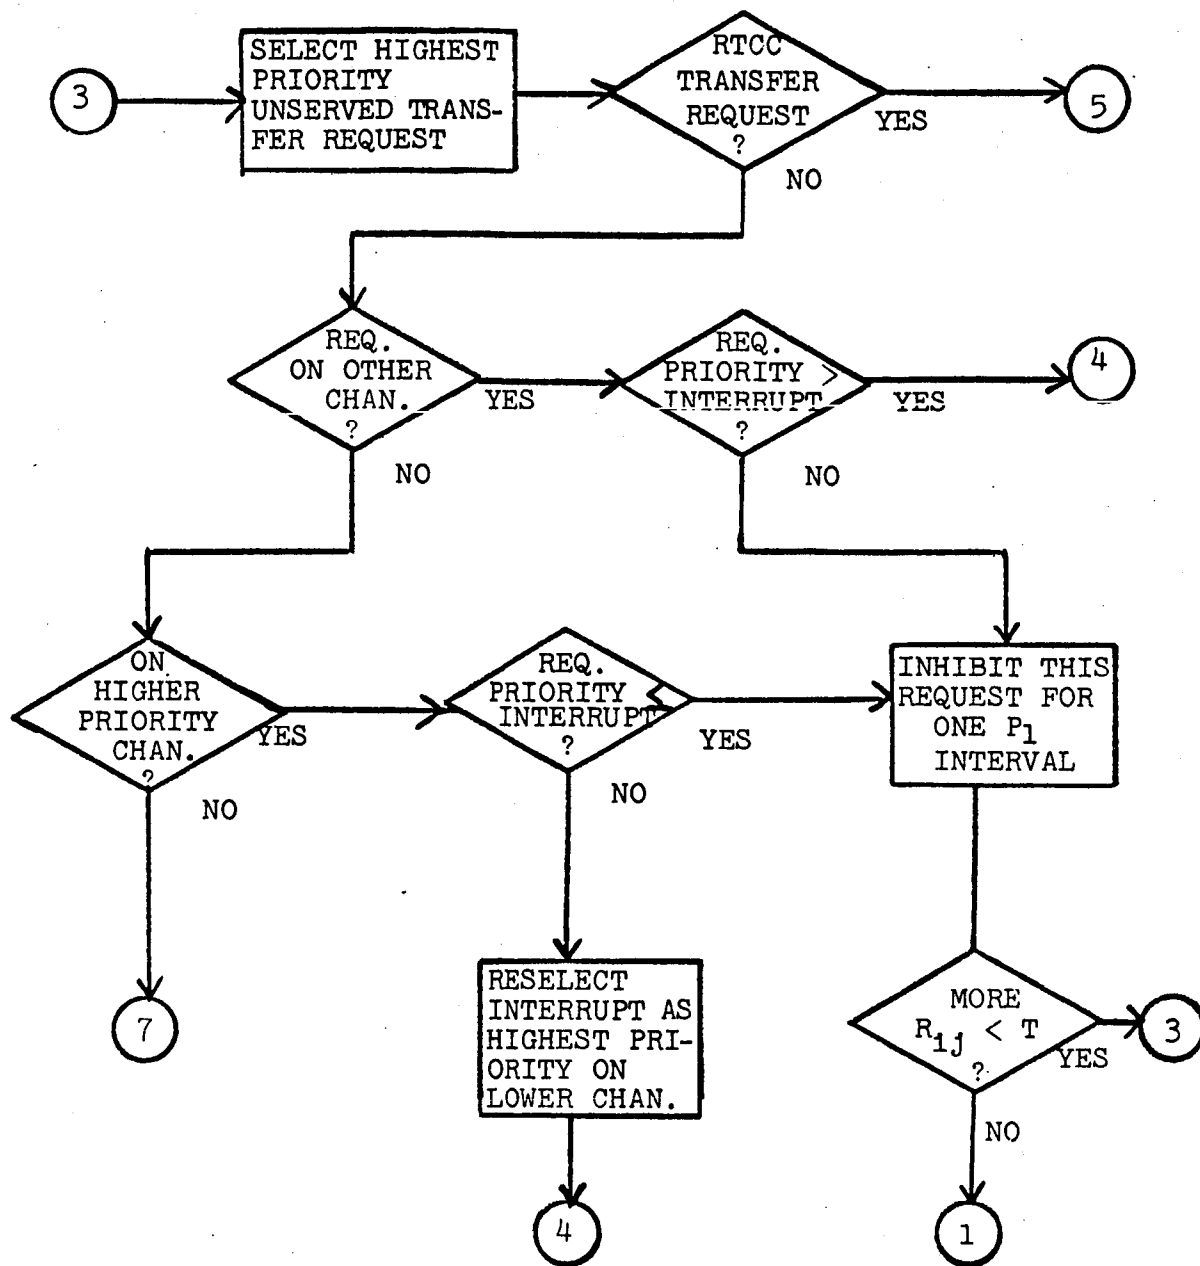 3
SELECT HIGHEST
PRIORITY
UNSERVED TRANS-
FER REQUEST
RTCC
TRANSFER
REQUEST
?
YES
5
NO
REQ.
ON OTHER
CHAN.
?
YES
NO
REQ.
PRIORITY >
INTERRUPT
?
YES
4
NO
ON
HIGHER
PRIORITY
CHAN.
?
YES
NO
7
REQ.
PRIORITY <
INTERRUPT
?
YES
NO
INHIBIT THIS
REQUEST FOR
ONE P1
INTERVAL
RESELECT
INTERRUPT AS
HIGHEST PRI-
ORITY ON
LOWER CHAN.
4
MORE
Rij < T
?
YES
3
NO
1